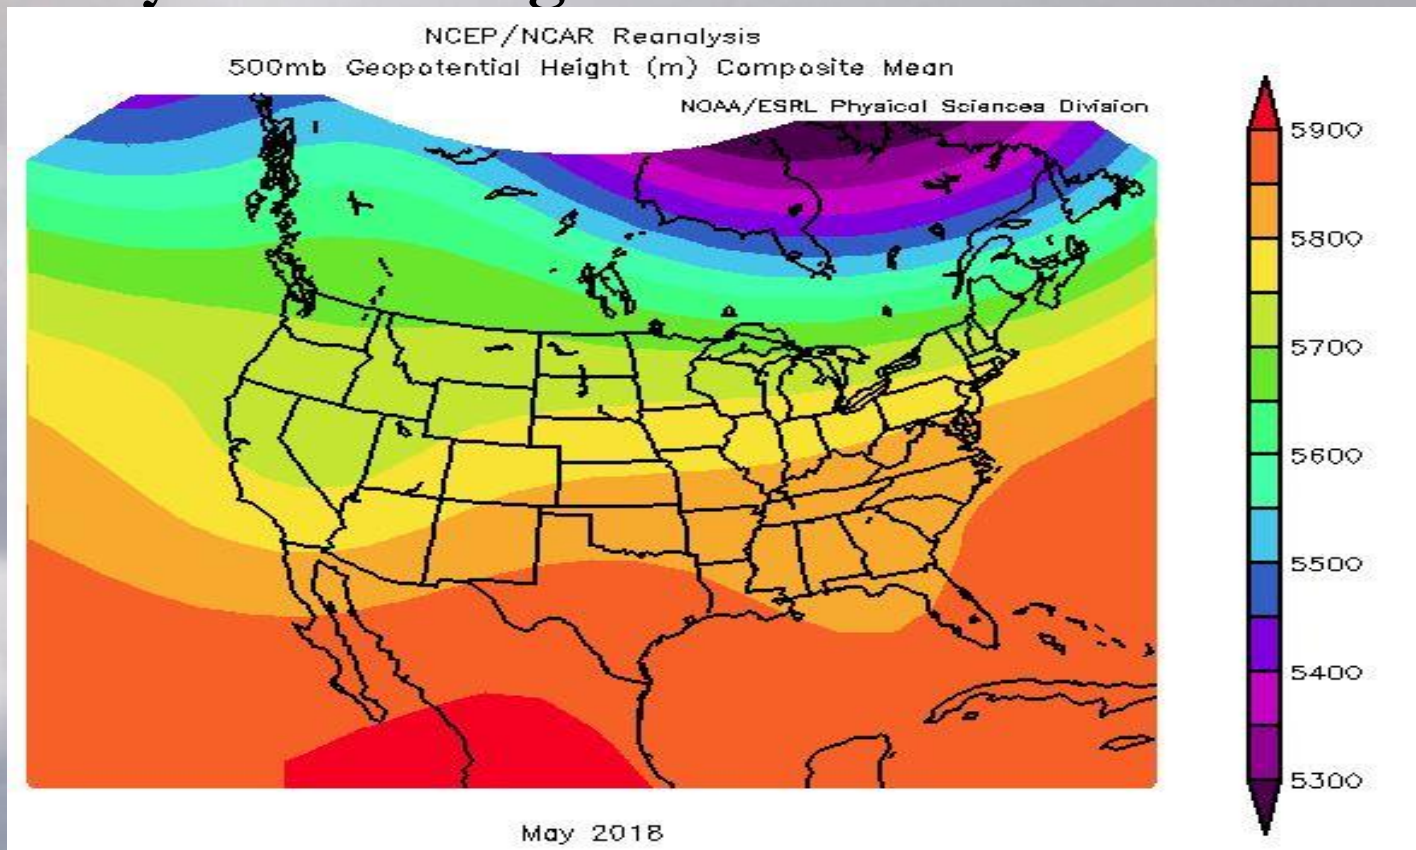 NCEP/NCAR Reanalysis
500mb Geopotential Height (m) Composite Mean
NOAA/ESRL Physical Sciences Division
5900
5800
5700
5600
5500
5400
5300
May 2018